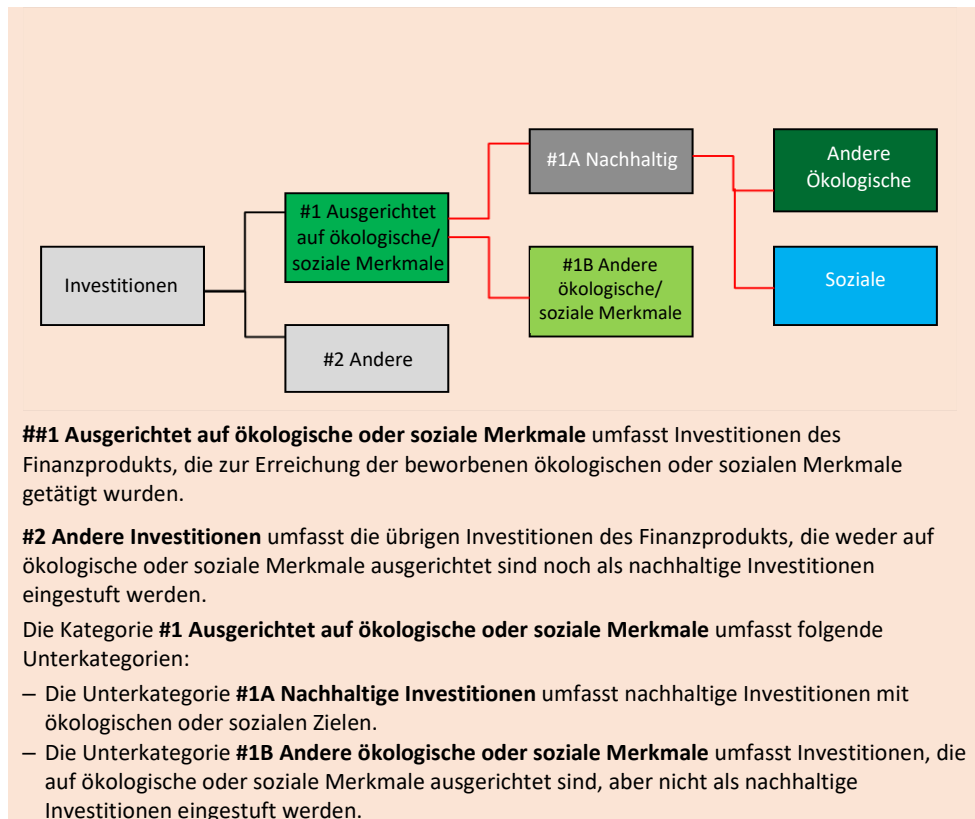 #1A Nachhaltig
Andere
Ökologische
#1 Ausgerichtet
auf ökologische/
soziale Merkmale
Investitionen
#1B Andere
ökologische/
soziale Merkmale
Soziale
#2 Andere
##1 Ausgerichtet auf ökologische oder soziale Merkmale umfasst Investitionen des
Finanzprodukts, die zur Erreichung der beworbenen ökologischen oder sozialen Merkmale
getätigt wurden.
#2 Andere Investitionen umfasst die übrigen Investitionen des Finanzprodukts, die weder auf
ökologische oder soziale Merkmale ausgerichtet sind noch als nachhaltige Investitionen
eingestuft werden.
Die Kategorie #1 Ausgerichtet auf ökologische oder soziale Merkmale umfasst folgende
Unterkategorien:
– Die Unterkategorie #1A Nachhaltige Investitionen umfasst nachhaltige Investitionen mit
ökologischen oder sozialen Zielen.
– Die Unterkategorie #1B Andere ökologische oder soziale Merkmale umfasst Investitionen, die
auf ökologische oder soziale Merkmale ausgerichtet sind, aber nicht als nachhaltige
Investitionen eingestuft werden.